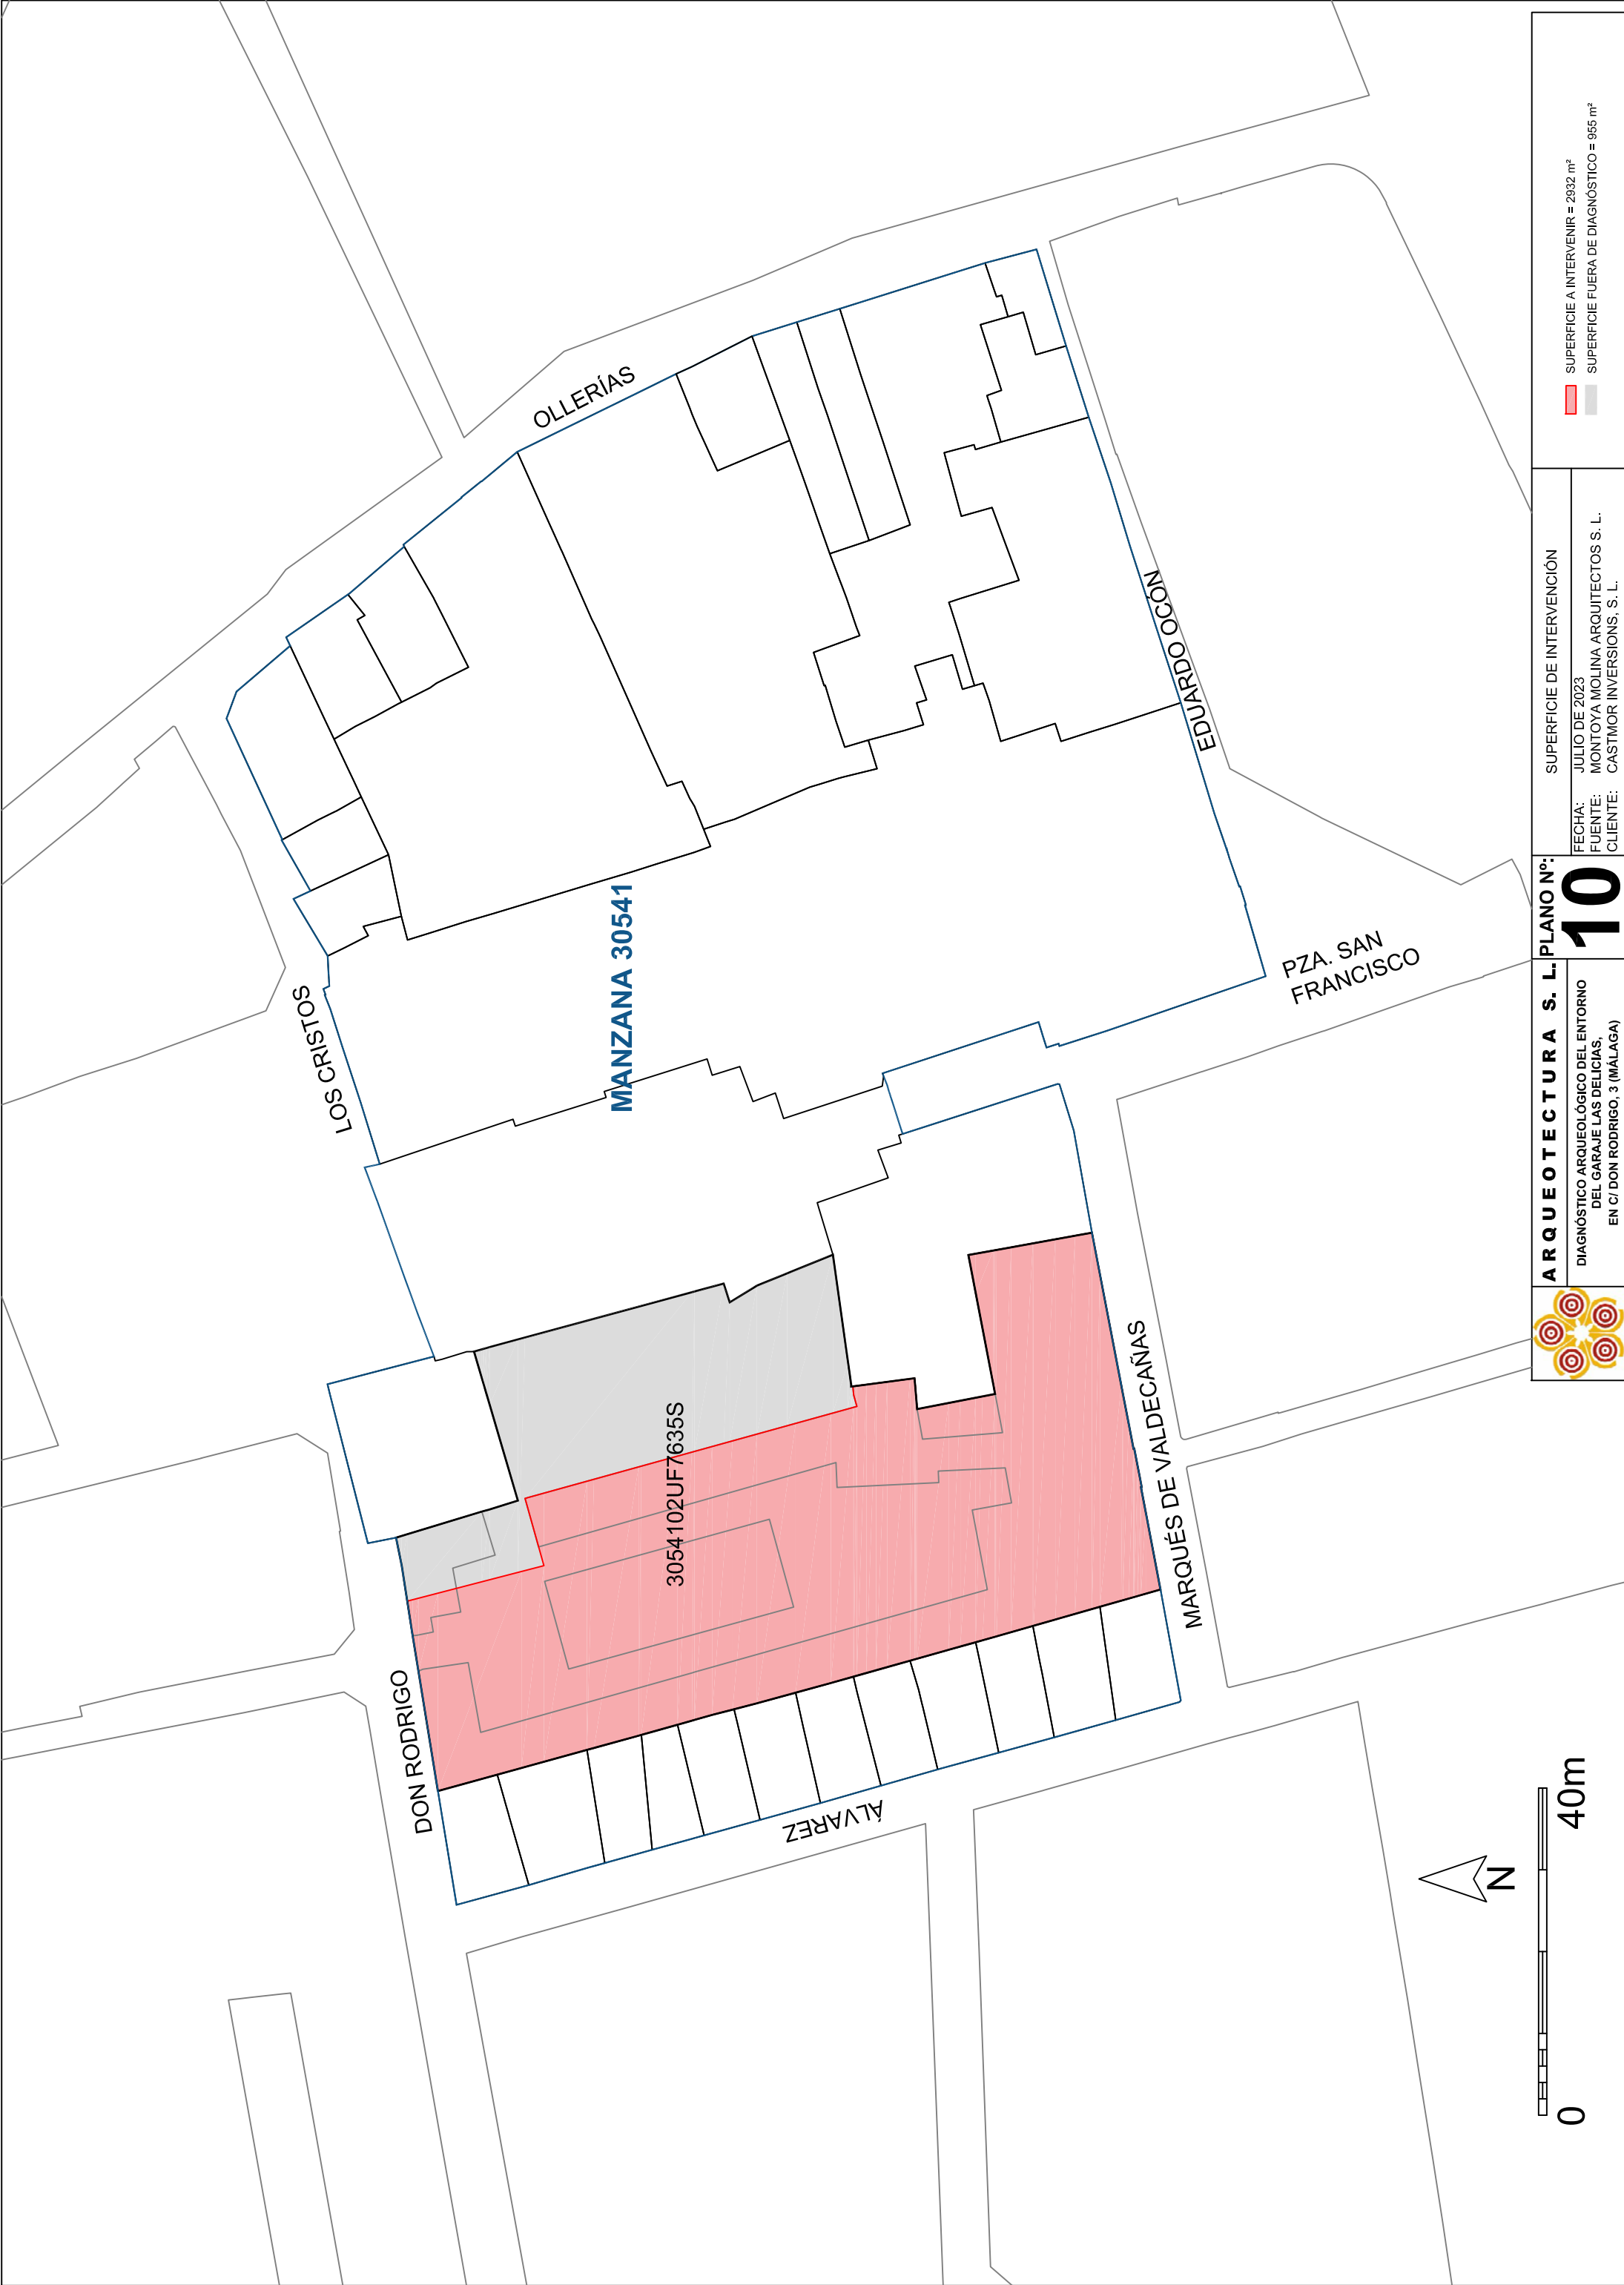 OLLERÍAS
LOS CRISTOS
MANZANA 30541
EDUARDO OCÓN
PZA. SAN
FRANCISCO
3054102UF7635S
DON RODRIGO
MARQUÉS DE VALDECAÑAS
ÁLVAREZ
N
0
40m
ARQUEOTECTURA S. L.
DIAGNÓSTICO ARQUEOLÓGICO DEL ENTORNO
DEL GARAJE LAS DELICIAS,
EN C/ DON RODRIGO, 3 (MÁLAGA)
PLANO Nº:
10
SUPERFICIE DE INTERVENCIÓN
FECHA: JULIO DE 2023
FUENTE: MONTOYA MOLINA ARQUITECTOS S. L.
CLIENTE: CASTMOR INVERSIONS, S. L.
SUPERFICIE A INTERVENIR = 2932 m²
SUPERFICIE FUERA DE DIAGNÓSTICO = 955 m²